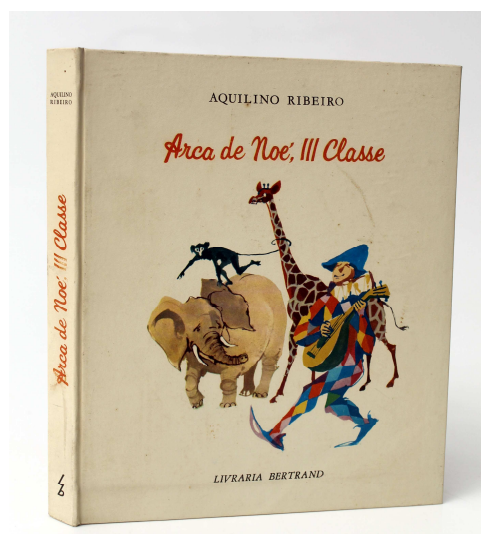 AQUILINO RIBEIRO
Arca de Noé, III Classe
LIVRARIA BERTRAND
AQUILINO
RIBEIRO
Arca de Noé, III Classe